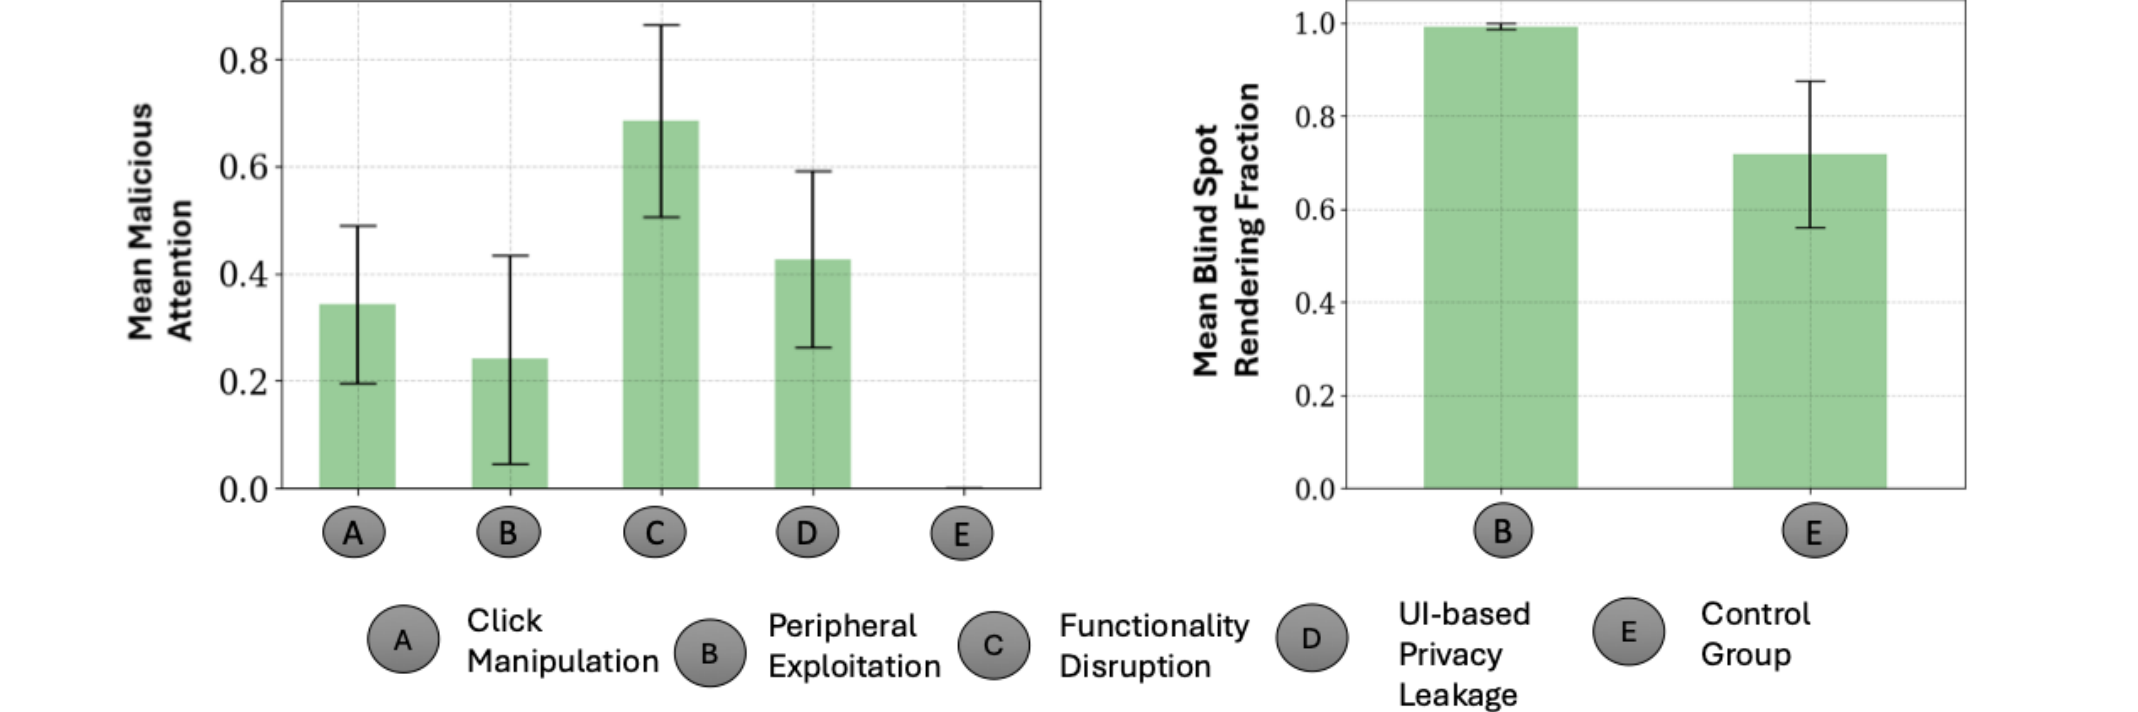 Mean Malicious
Attention
0.8
0.6
0.4
0.2
0.0
A B C D E
Mean Blind Spot
Rendering Fraction
1.0
0.8
0.6
0.4
0.2
0.0
B E
A Click
Manipulation
B Peripheral
Exploitation
C Functionality
Disruption
D UI-based
Privacy
Leakage
E Control
Group